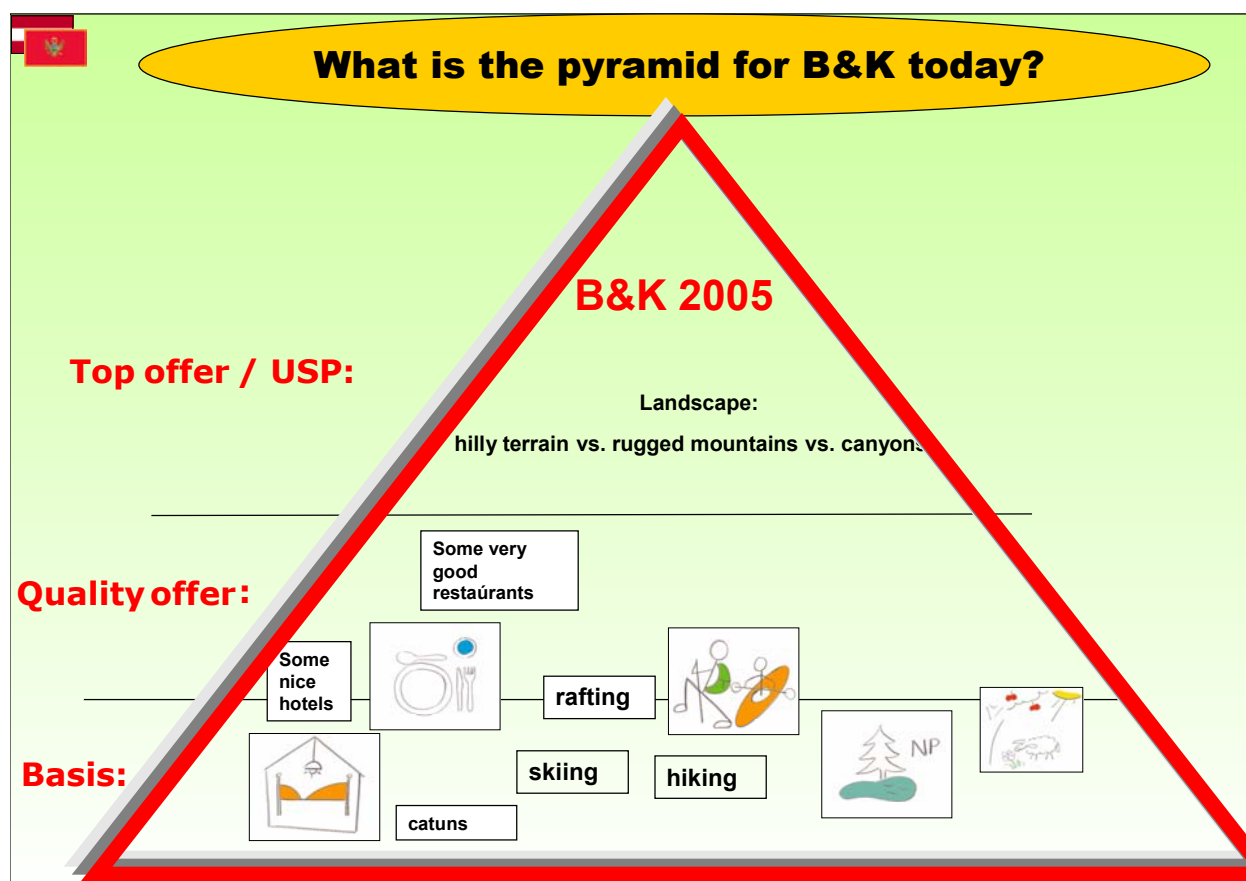 What is the pyramid for B&K today?
B&K 2005
Top offer / USP:
Landscape:
hilly terrain vs. rugged mountains vs. canyons
Some very
good
restaúrants
Quality offer:
Some
nice
hotels
rafting
NP
Basis:
skiing
hiking
catuns